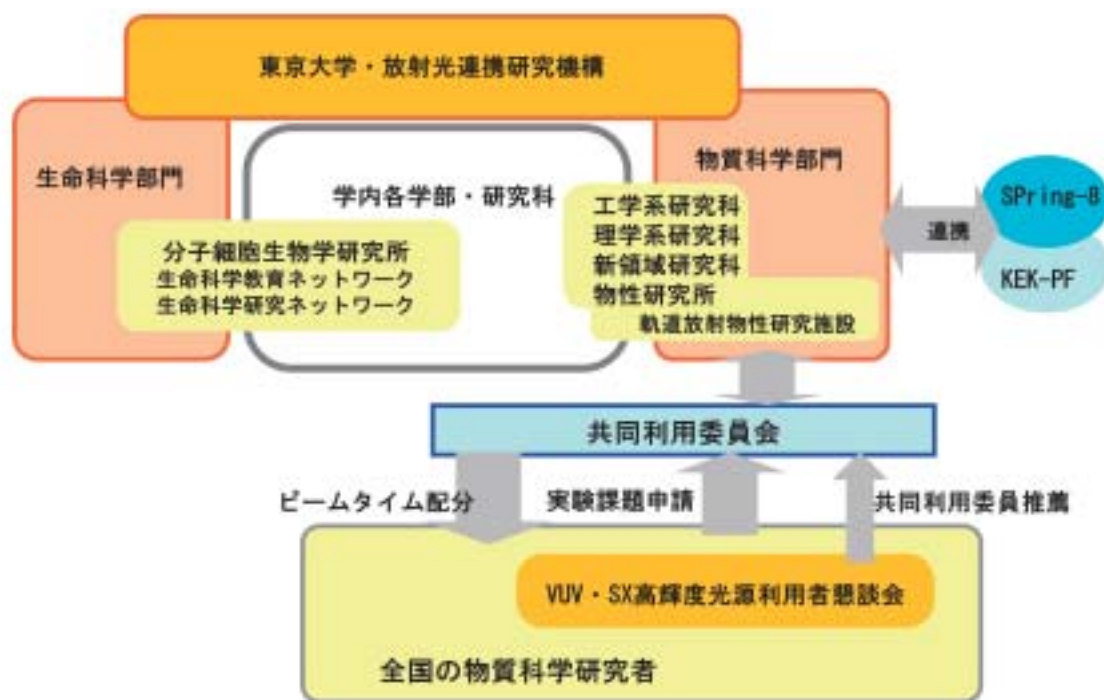 東京大学・放射光連携研究機構
生命科学部門
学内各学部・研究科
物質科学部門
分子細胞生物学研究所
生命科学教育ネットワーク
生命科学研究ネットワーク
工学系研究科
理学系研究科
新領域研究科
物性研究所
軌道放射物性研究施設
連携
SPring-8
KEK-PF
共同利用委員会
ビームタイム配分
実験課題申請
共同利用委員推薦
VUV・SX高輝度光源利用者懇談会
全国の物質科学研究者